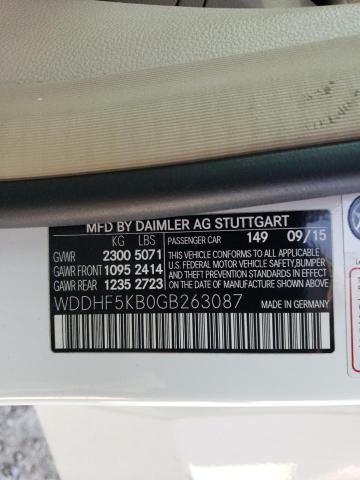 MFD BY DAIMLER AG STUTTGART
KG LBS PASSENGER CAR 149 09/15
GVWR 2300 5071
GAWR FRONT 1095 2414
GAWR REAR 1235 2723
THIS VEHICLE CONFORMS TO ALL APPLICABLE
U.S. FEDERAL MOTOR VEHICLE SAFETY,BUMPER
AND THEFT PREVENTION STANDARDS IN EFFECT
ON THE DATE OF MANUFACTURE SHOWN ABOVE.
WDDHF5KB0GB263087 MADE IN GERMANY